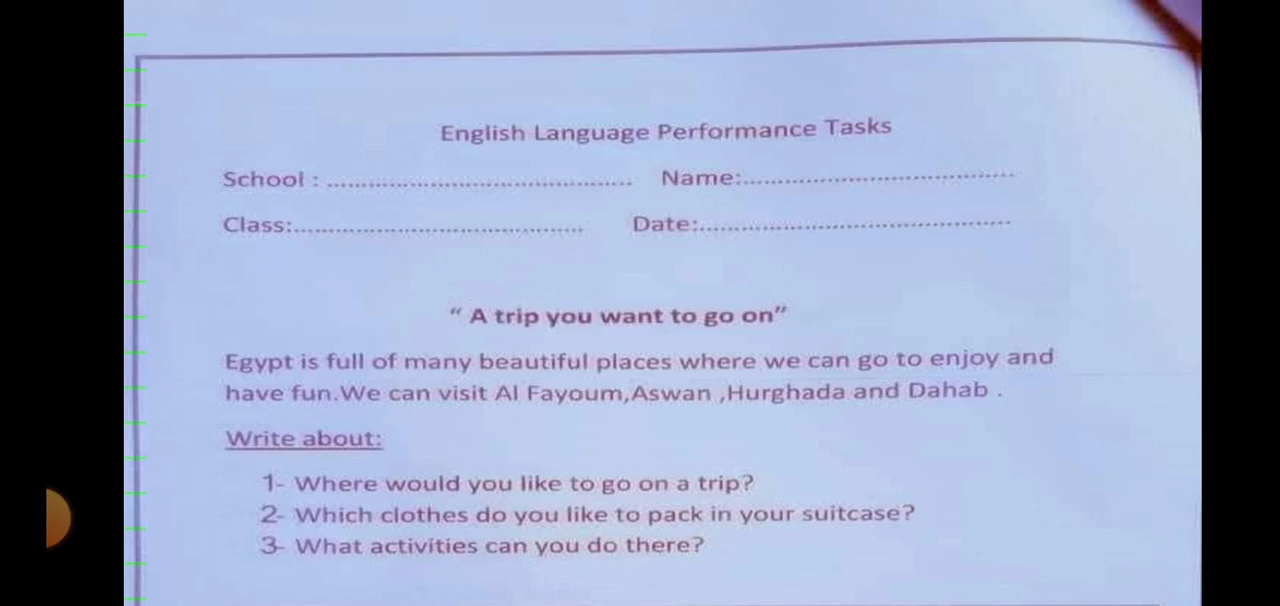 English Language Performance Tasks
School : ............................................. Name:........................................
Class:........................................... Date:..............................................
“ A trip you want to go on”
Egypt is full of many beautiful places where we can go to enjoy and
have fun.We can visit Al Fayoum,Aswan ,Hurghada and Dahab .
Write about:
1- Where would you like to go on a trip?
2- Which clothes do you like to pack in your suitcase?
3- What activities can you do there?